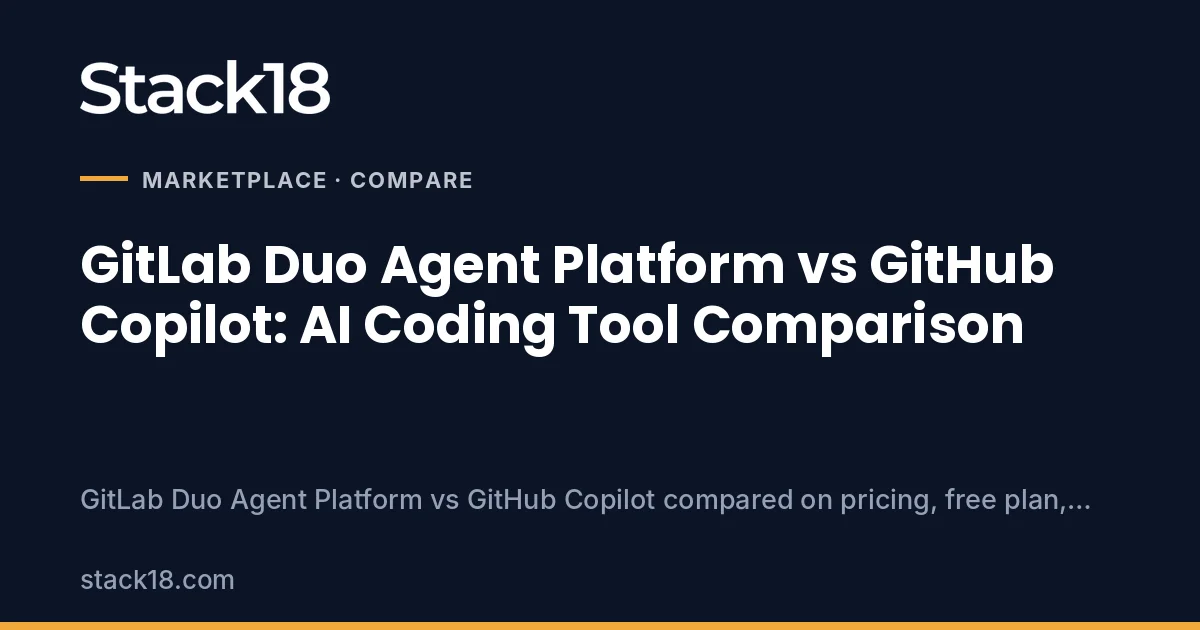 Stack18
MARKETPLACE · COMPARE
GitLab Duo Agent Platform vs GitHub
Copilot: AI Coding Tool Comparison
GitLab Duo Agent Platform vs GitHub Copilot compared on pricing, free plan,...
stack18.com